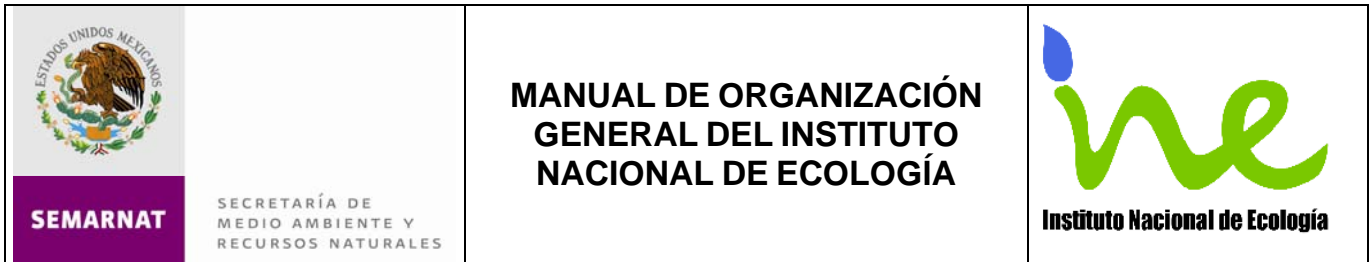 ESTADOS UNIDOS MEXICANOS
SEMARNAT
SECRETARÍA DE
MEDIO AMBIENTE Y
RECURSOS NATURALES
MANUAL DE ORGANIZACIÓN
GENERAL DEL INSTITUTO
NACIONAL DE ECOLOGÍA
ine
Instituto Nacional de Ecología